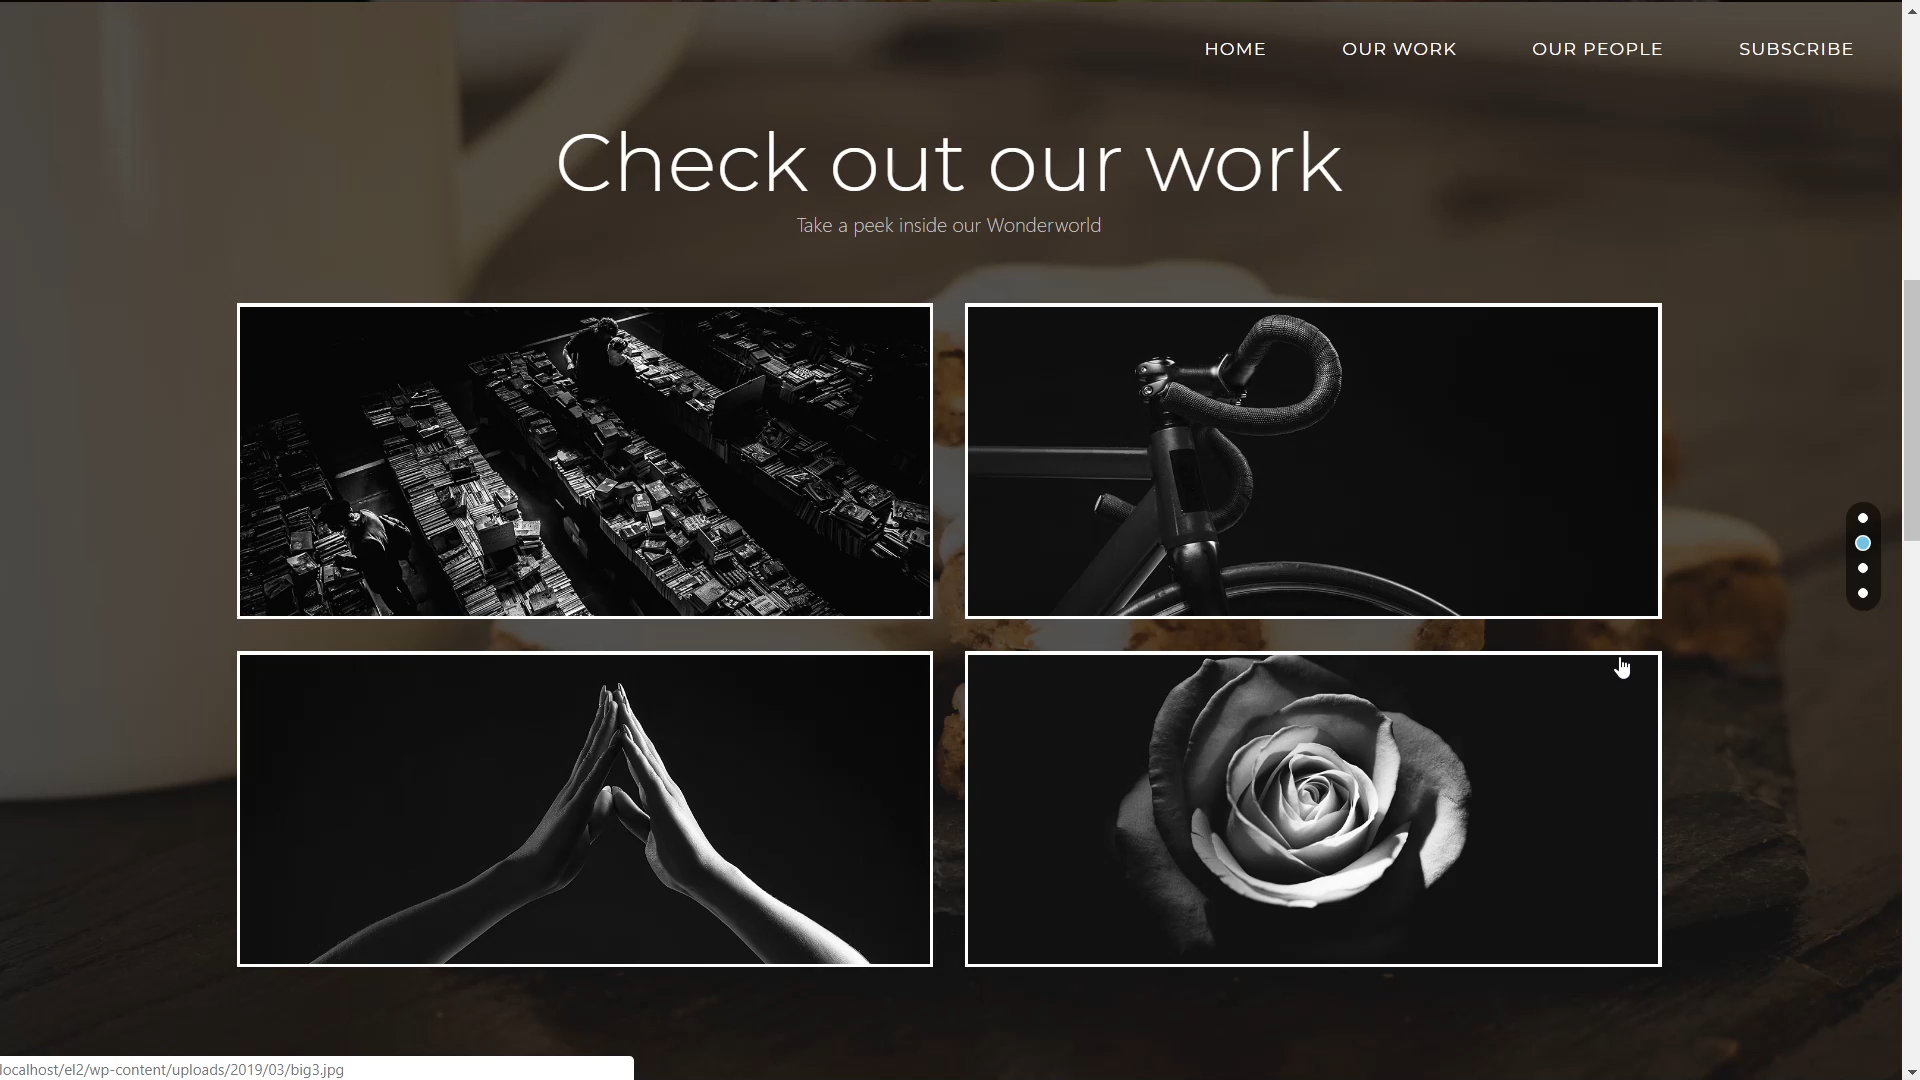 HOME OUR WORK OUR PEOPLE SUBSCRIBE
Check out our work
Take a peek inside our Wonderworld
localhost/el2/wp-content/uploads/2019/03/big3.jpg